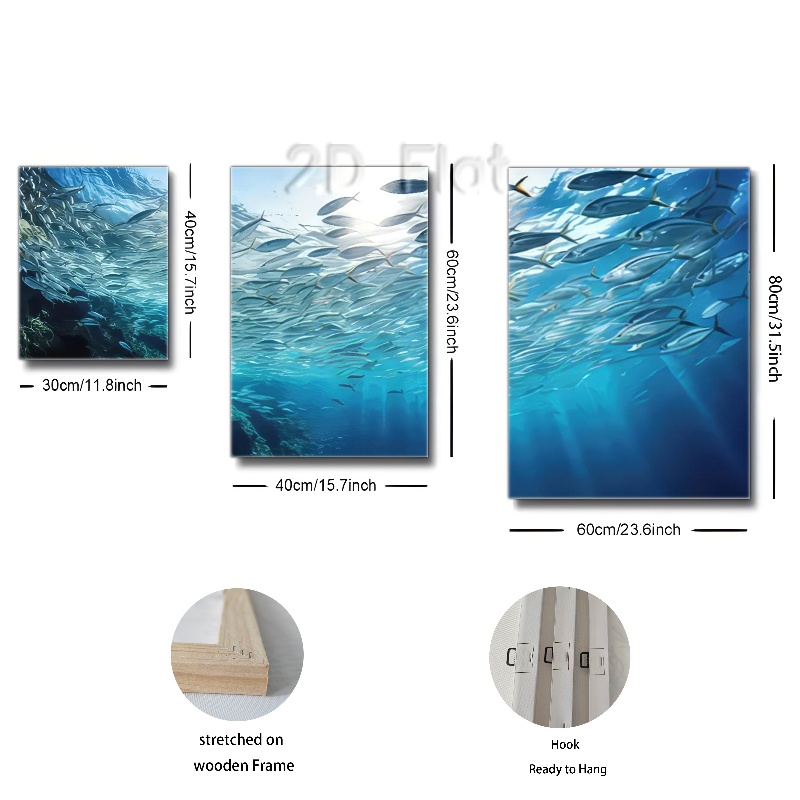 2D Flat
40cm/15.7inch
30cm/11.8inch
60cm/23.6inch
40cm/15.7inch
80cm/31.5inch
60cm/23.6inch
stretched on
wooden Frame
Hook
Ready to Hang